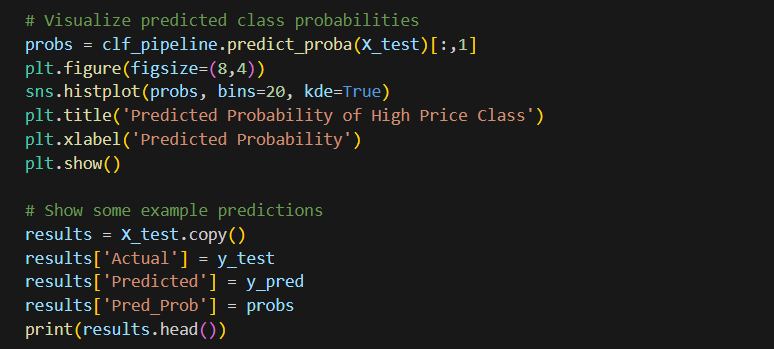 # Visualize predicted class probabilities
probs = clf_pipeline.predict_proba(X_test)[:,1]
plt.figure(figsize=(8,4))
sns.histplot(probs, bins=20, kde=True)
plt.title('Predicted Probability of High Price Class')
plt.xlabel('Predicted Probability')
plt.show()

# Show some example predictions
results = X_test.copy()
results['Actual'] = y_test
results['Predicted'] = y_pred
results['Pred_Prob'] = probs
print(results.head())